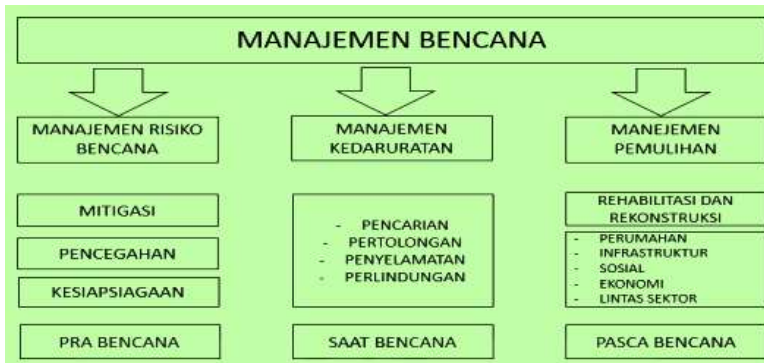 MANAJEMEN BENCANA
MANAJEMEN RISIKO
BENCANA
MITIGASI
PENCEGAHAN
KESIAPSIAGAAN
PRA BENCANA
MANAJEMEN
KEDARURATAN
- PENCARIAN
- PERTOLONGAN
- PENYELAMATAN
- PERLINDUNGAN
SAAT BENCANA
MANEJEMEN
PEMULIHAN
REHABILITASI DAN
REKONSTRUKSI
- PERUMAHAN
- INFRASTRUKTUR
- SOSIAL
- EKONOMI
- LINTAS SEKTOR
PASCA BENCANA